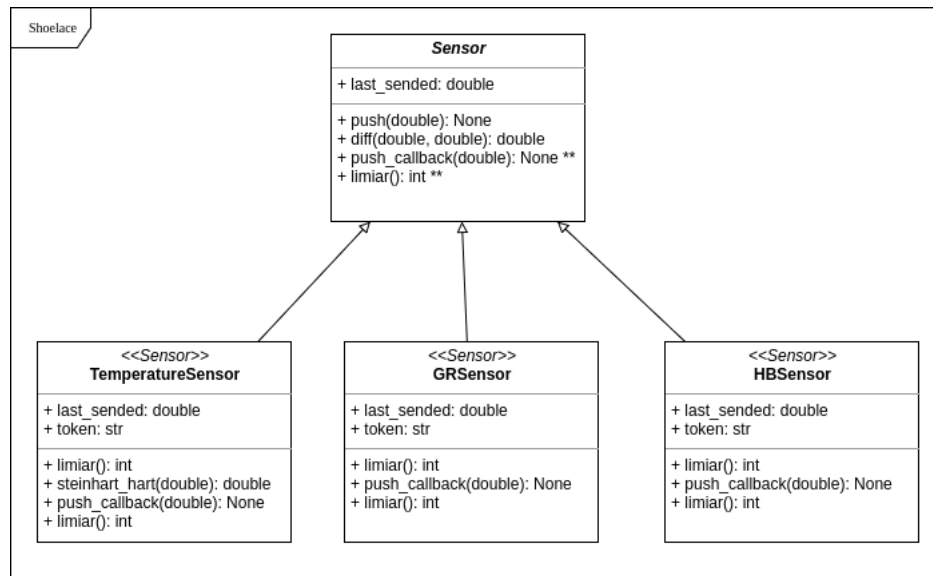 Shoelace
Sensor
+ last_sended: double
+ push(double): None
+ diff(double, double): double
+ push_callback(double): None **
+ limiar(): int **
<<Sensor>>
TemperatureSensor
+ last_sended: double
+ token: str
+ limiar(): int
+ steinhart_hart(double): double
+ push_callback(double): None
+ limiar(): int
<<Sensor>>
GRSensor
+ last_sended: double
+ token: str
+ limiar(): int
+ push_callback(double): None
+ limiar(): int
<<Sensor>>
HBSensor
+ last_sended: double
+ token: str
+ limiar(): int
+ push_callback(double): None
+ limiar(): int